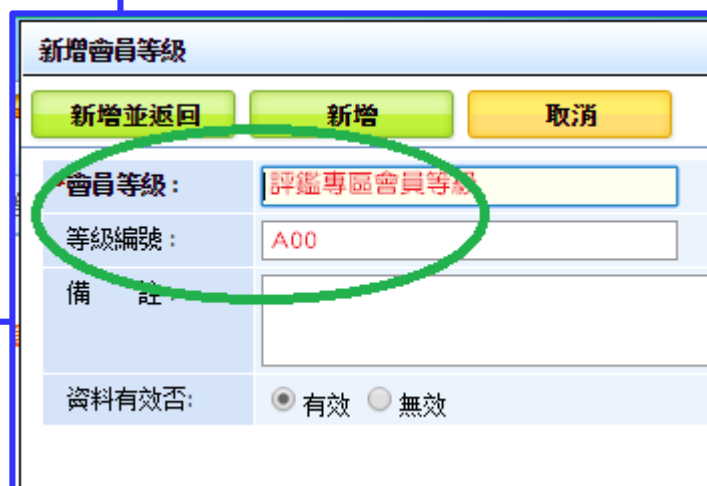 新增會員等級
新增並返回 新增 取消
*會員等級： 評鑑專區會員等級
等級編號： A00
備 註：
資料有效否: 有效 無效